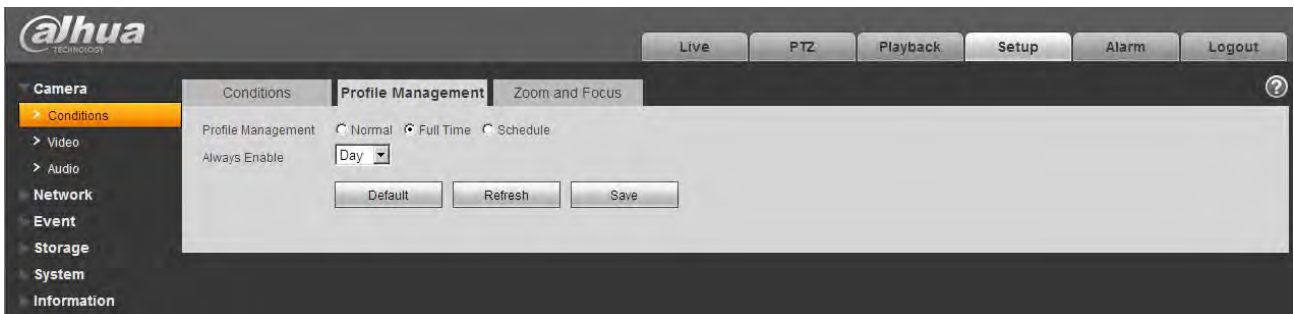 alhua
TECHNOLOGY
Live PTZ Playback Setup Alarm Logout
Camera
Conditions
Video
Audio
Network
Event
Storage
System
Information
Conditions Profile Management Zoom and Focus
?
Profile Management Normal Full Time Schedule
Always Enable Day
Default Refresh Save